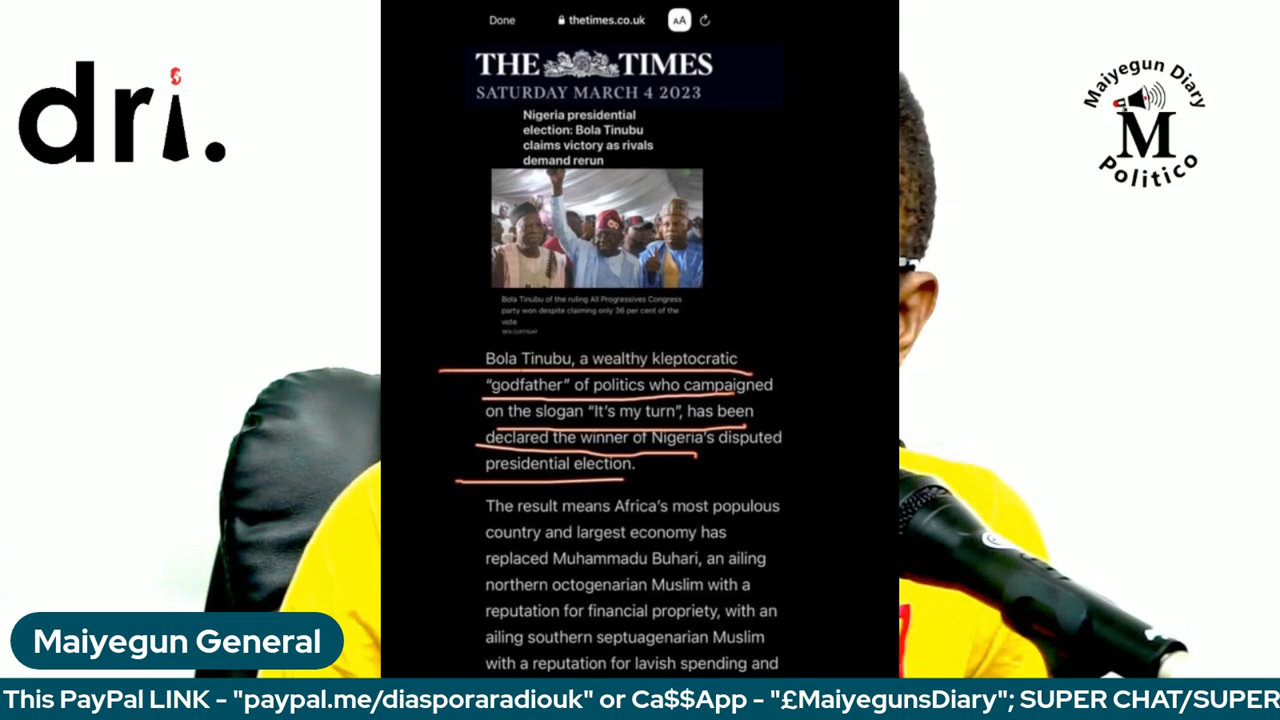 Done
thetimes.co.uk
AA
THE TIMES
SATURDAY MARCH 4 2023
Nigeria presidential
election: Bola Tinubu
claims victory as rivals
demand rerun
Bola Tinubu of the ruling All Progressives Congress
party won despite claiming only 36 per cent of the
vote
BEN CURTIS/AP
Bola Tinubu, a wealthy kleptocratic
“godfather” of politics who campaigned
on the slogan “It’s my turn”, has been
declared the winner of Nigeria’s disputed
presidential election.
The result means Africa’s most populous
country and largest economy has
replaced Muhammadu Buhari, an ailing
northern octogenarian Muslim with a
reputation for financial propriety, with an
ailing southern septuagenarian Muslim
with a reputation for lavish spending and
dri.
Maiyegun Diary
M
Politico
Maiyegun General
This PayPal LINK - "paypal.me/diasporaradiouk" or Ca$$App - "£MaiyegunsDiary"; SUPER CHAT/SUPER